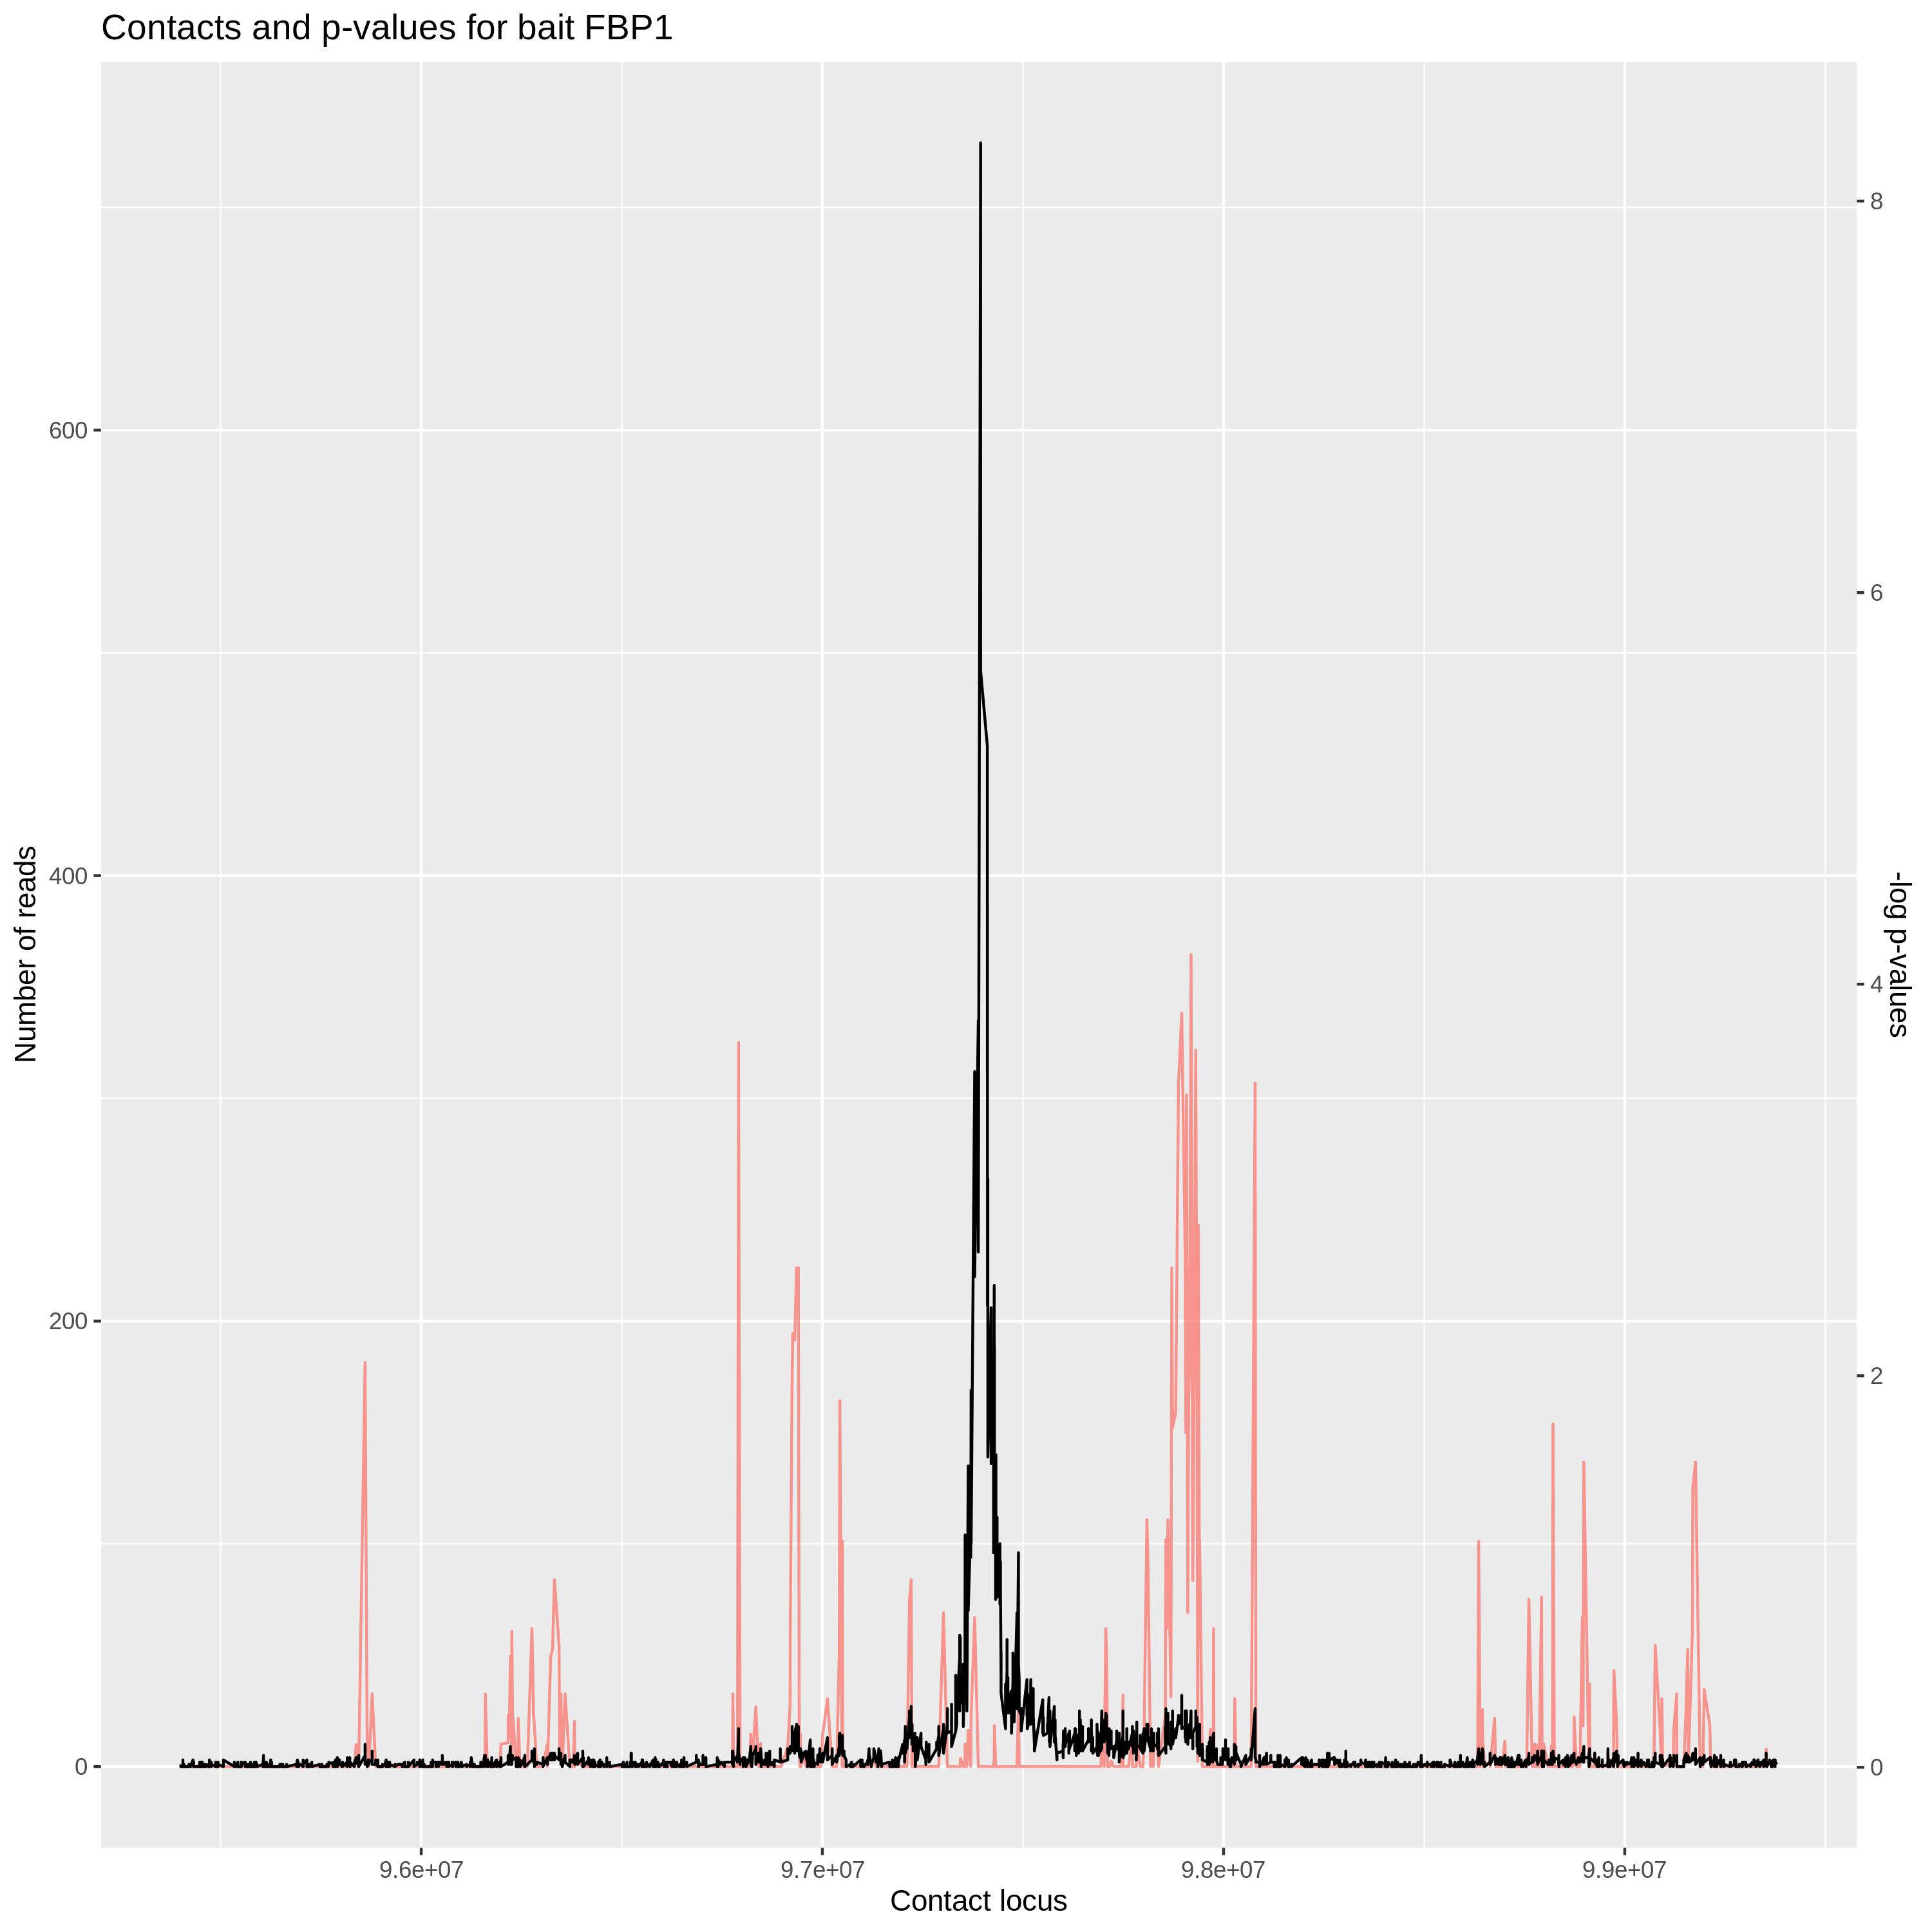 Contacts and p-values for bait FBP1
8
600
6
400
Number of reads
-log p-values
4
200
2
0
0
9.6e+07
9.7e+07
9.8e+07
9.9e+07
Contact locus